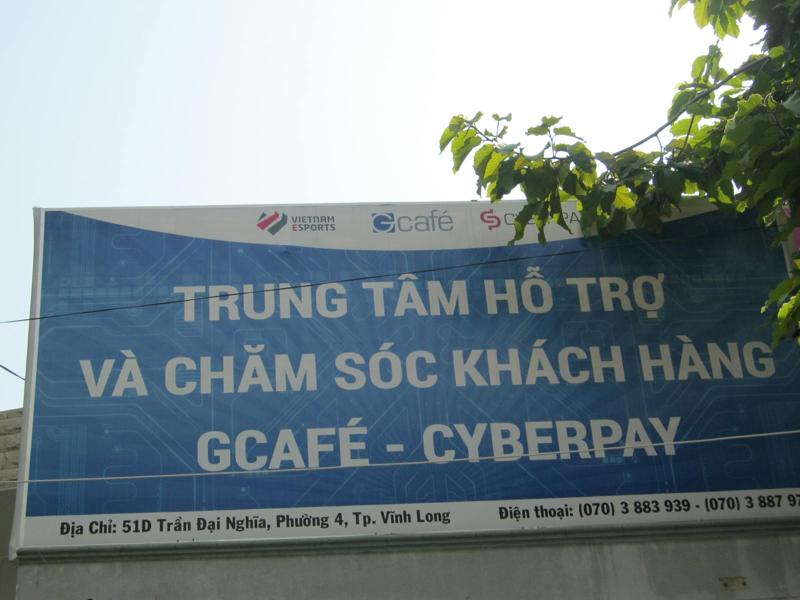 VIETNAM ESPORTS Gcafé
TRUNG TÂM HỖ TRỢ
VÀ CHĂM SÓC KHÁCH HÀNG
GCAFÉ - CYBERPAY
Địa Chỉ: 51D Trần Đại Nghĩa, Phường 4, Tp. Vĩnh Long Điện thoại: (070) 3 883 939 - (070) 3 887